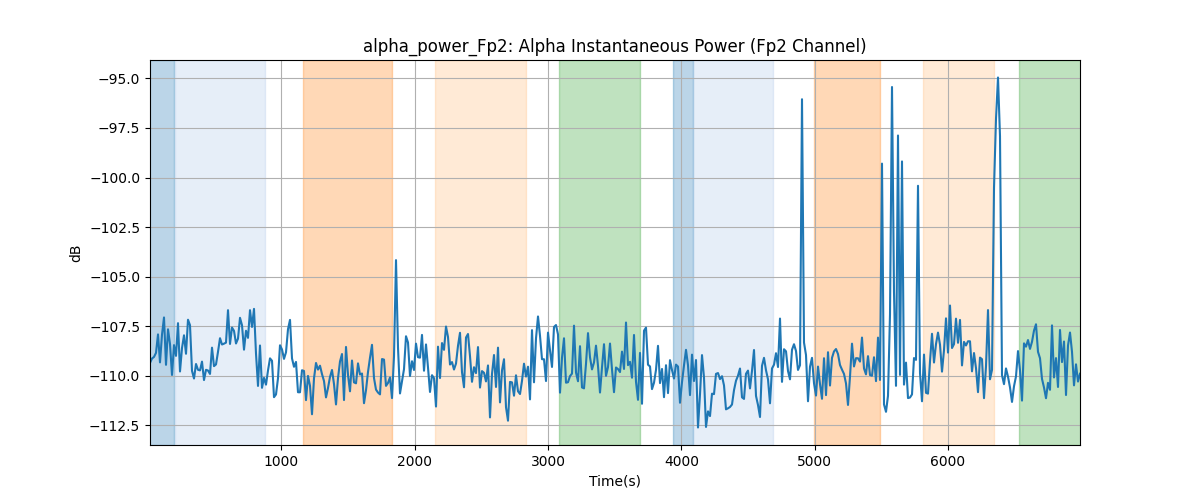 alpha_power_Fp2: Alpha Instantaneous Power (Fp2 Channel)
−95.0
−97.5
−100.0
−102.5
−105.0
−107.5
−110.0
−112.5
dB
1000 2000 3000 4000 5000 6000
Time(s)